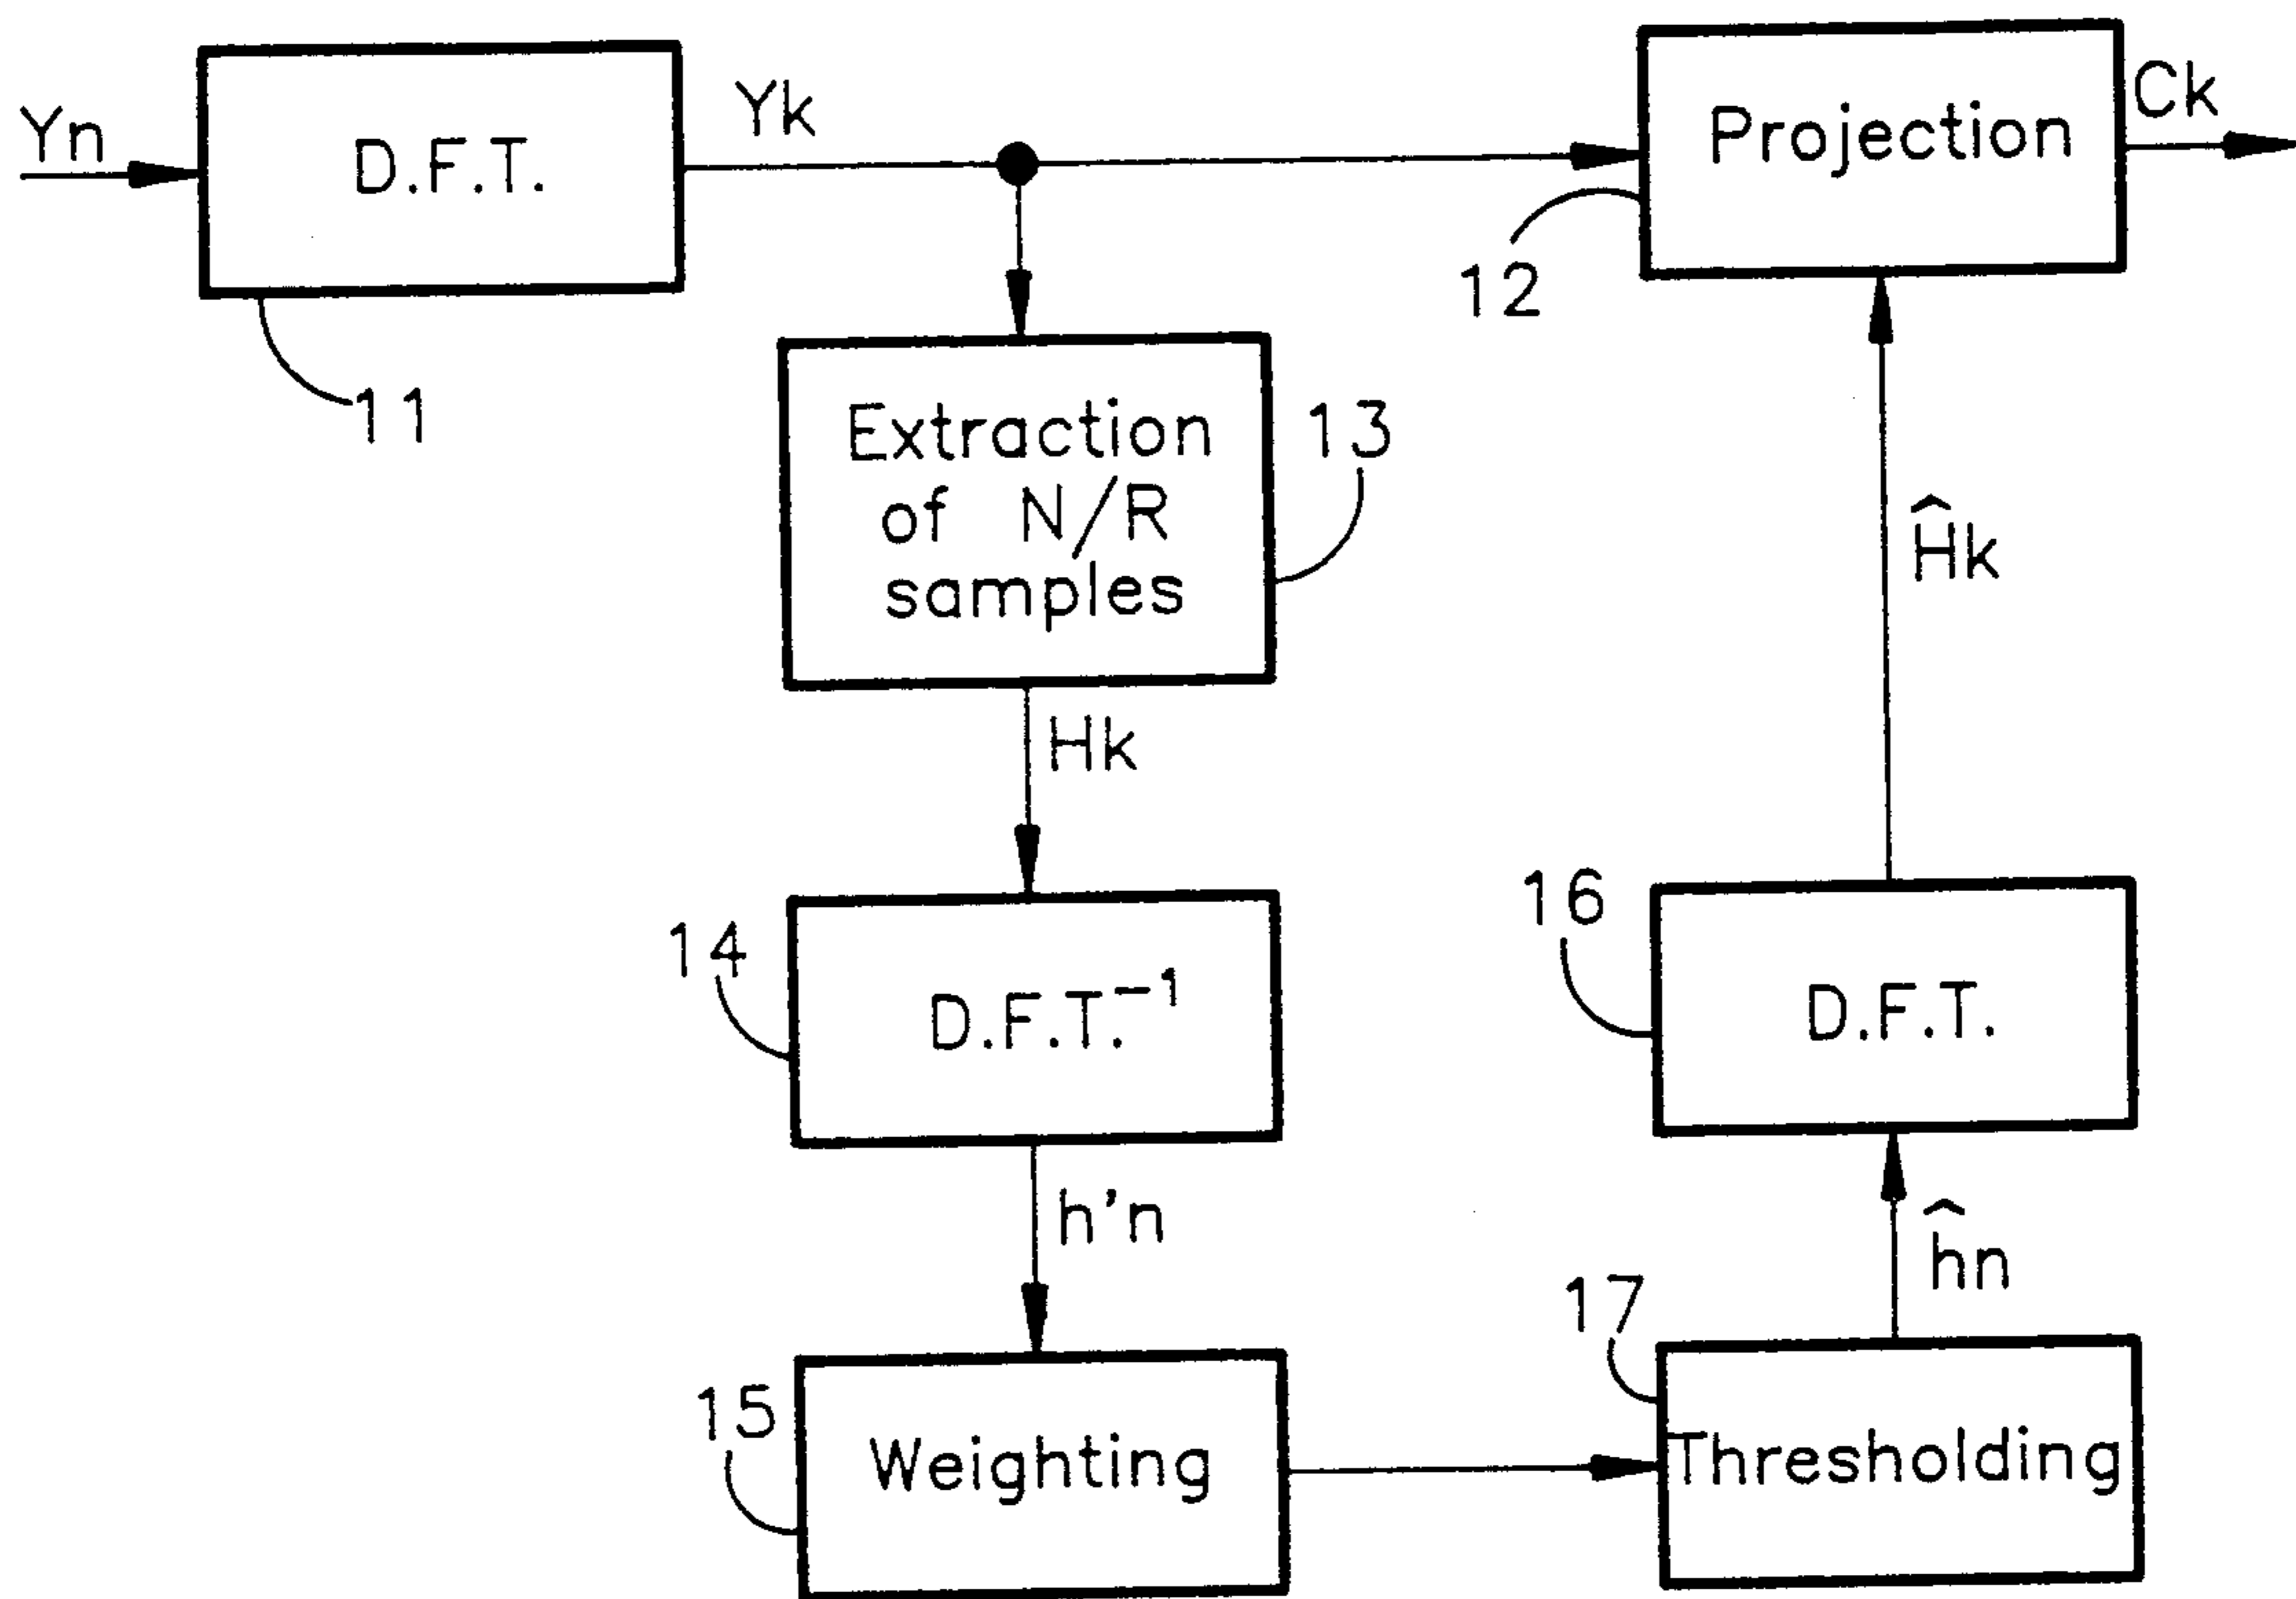 Yn
D.F.T.
Yk
Projection
Ck
11
12
Extraction
of N/R
samples
13
Hk
Ĥk
14
D.F.T.⁻¹
16
D.F.T.
h'n
ĥn
15
Weighting
17
Thresholding